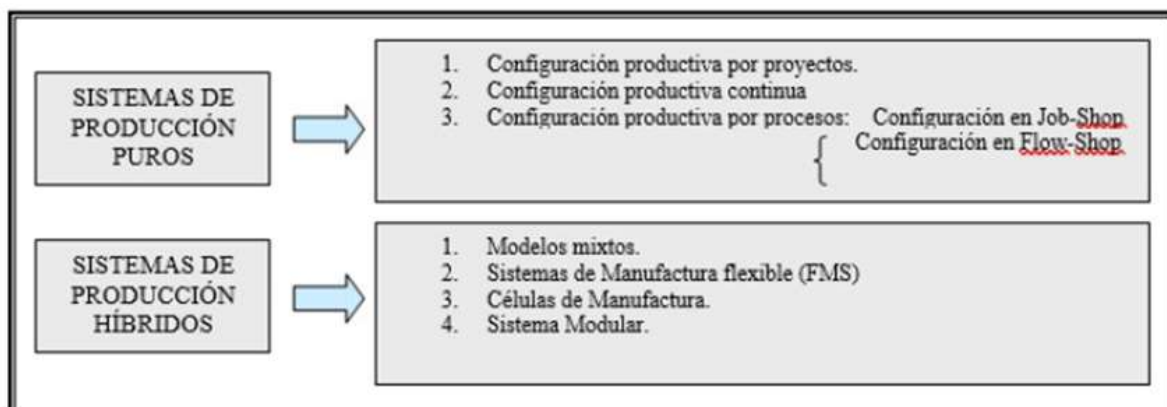 SISTEMAS DE
PRODUCCIÓN
PUROS
1. Configuración productiva por proyectos.
2. Configuración productiva continua
3. Configuración productiva por procesos: Configuración en Job-Shop
Configuración en Flow-Shop
SISTEMAS DE
PRODUCCIÓN
HÍBRIDOS
1. Modelos mixtos.
2. Sistemas de Manufactura flexible (FMS)
3. Células de Manufactura.
4. Sistema Modular.